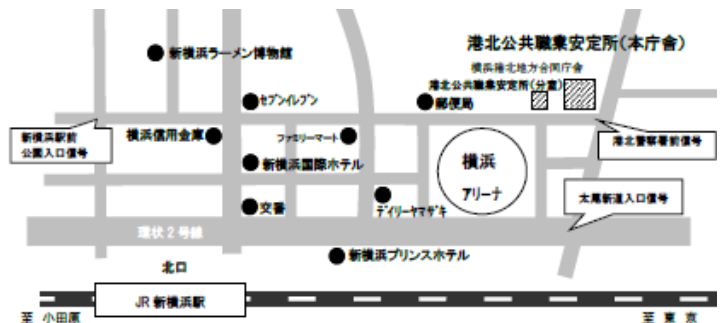 港北公共職業安定所(本庁舎)
新横浜ラーメン博物館
横浜港北地方合同庁舎
港北公共職業安定所(分室)
セブンイレブン
郵便局
新横浜駅前
公園入口信号
横浜信用金庫
ファミリーマート
横浜
アリーナ
港北警察署前信号
新横浜国際ホテル
交番
デイリーヤマザキ
太尾新道入口信号
環状2号線
新横浜プリンスホテル
北口
JR 新横浜駅
至 小田原
至 東 京